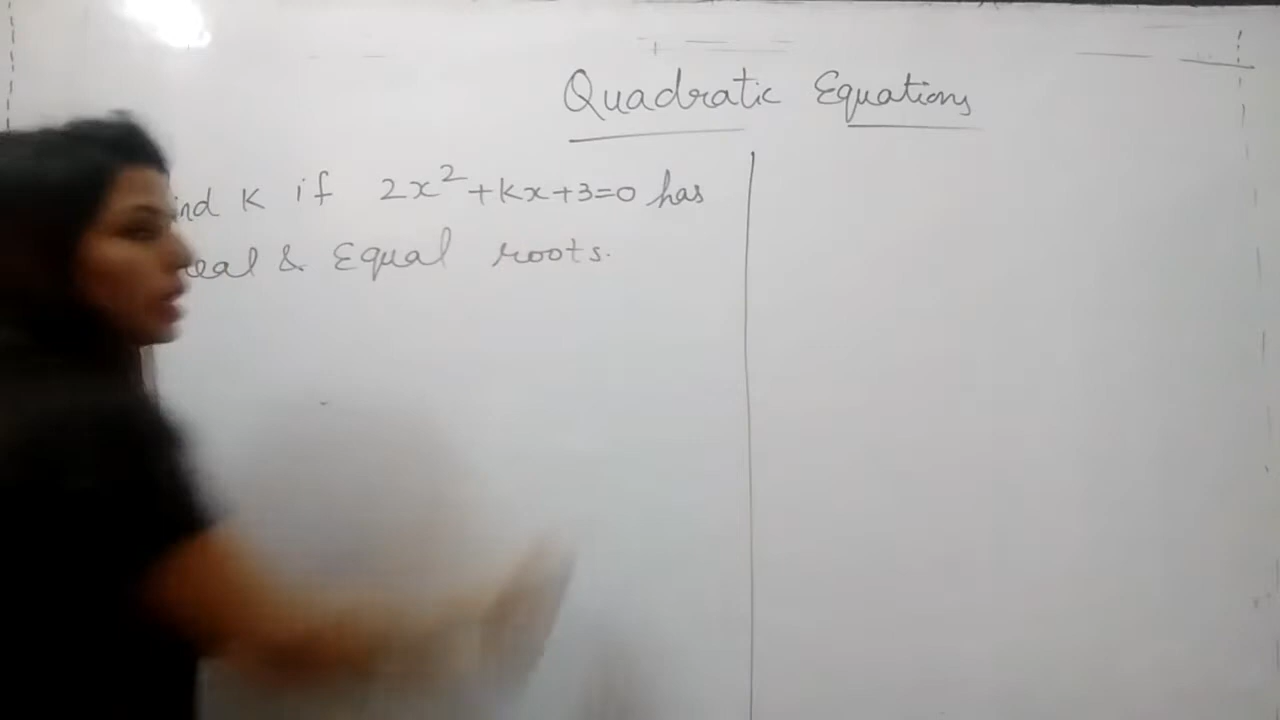 Quadratic Equations
ind K if 2x²+kx+3=0 has
eal & Equal roots.